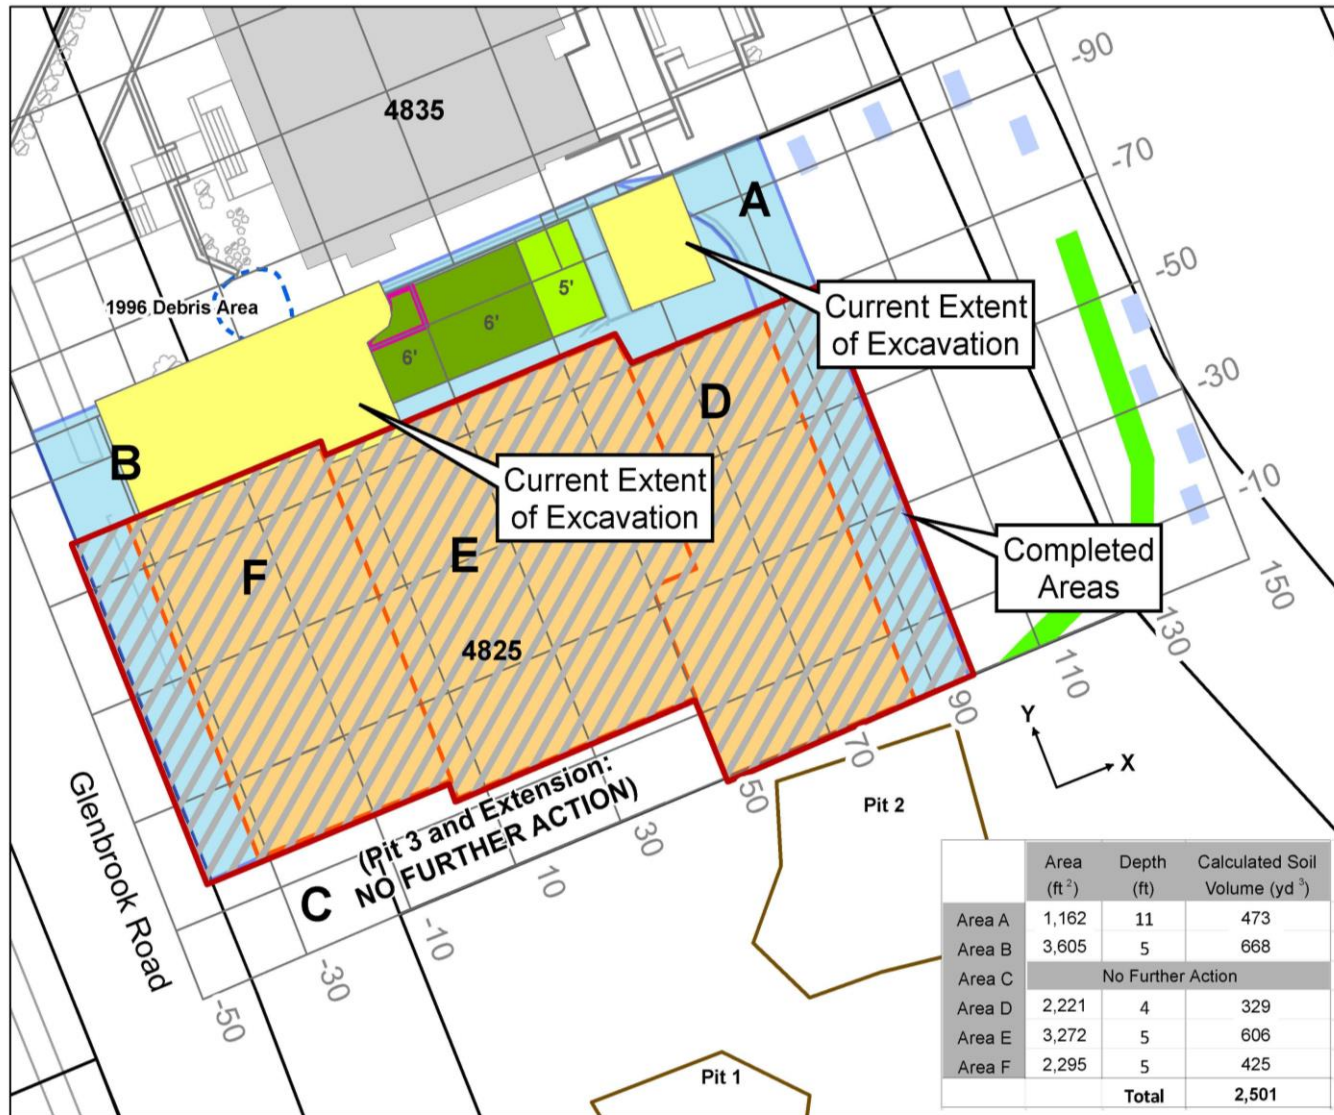 -90
4835
-70
A
5'
-50
1996 Debris Area
6'
Current Extent
of Excavation
6'
-30
D
B
-10
Current Extent
of Excavation
E
Completed
Areas
F
150
130
4825
110
90
Y
X
70
50
Pit 2
30
(Pit 3 and Extension:
NO FURTHER ACTION)
10
C
-10
-30
-50
Glenbrook Road
Pit 1
Area
(ft 2) Depth
(ft) Calculated Soil
Volume (yd 3)
Area A 1,162 11 473
Area B 3,605 5 668
Area C No Further Action
Area D 2,221 4 329
Area E 3,272 5 606
Area F 2,295 5 425
Total 2,501